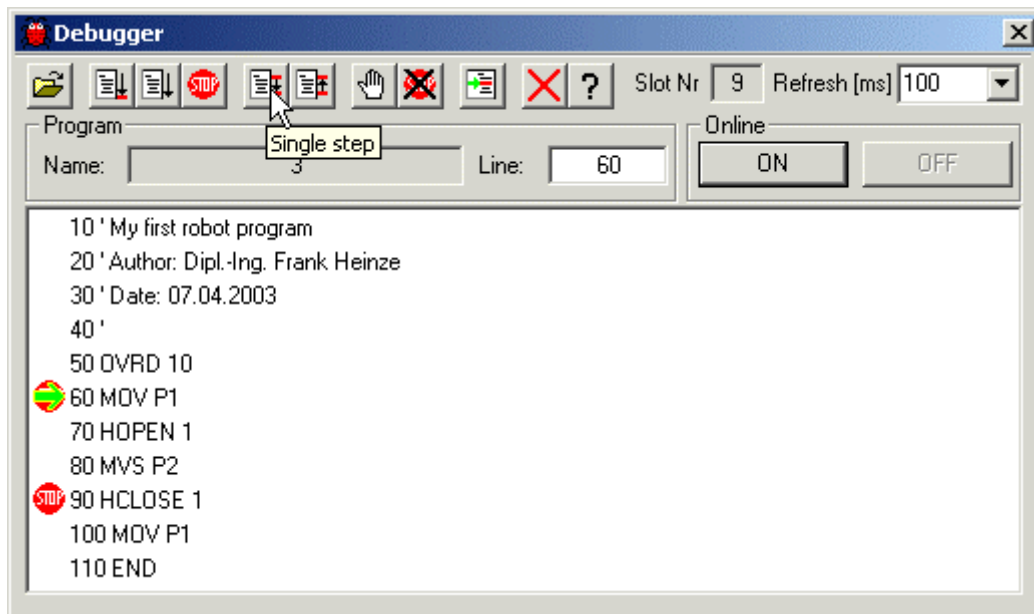 Debugger
STOP
? Slot Nr 9 Refresh [ms] 100
Program
Online
Single step
Name: 3 Line: 60
ON OFF
10 ' My first robot program
20 ' Author: Dipl.-Ing. Frank Heinze
30 ' Date: 07.04.2003
40 '
50 OVRD 10
60 MOV P1
70 HOPEN 1
80 MVS P2
STOP 90 HCLOSE 1
100 MOV P1
110 END